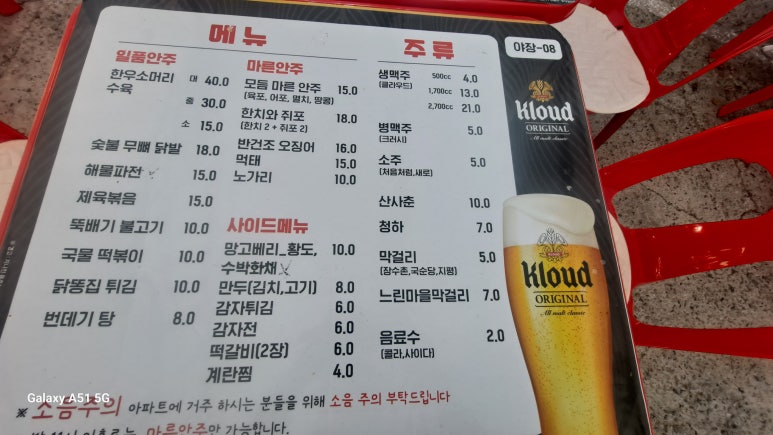 메뉴
일품안주
한우소머리 수육 대 40.0
중 30.0
소 15.0
숯불 무뼈 닭발 18.0
해물파전 15.0
제육볶음 15.0
뚝배기 불고기 10.0
국물 떡볶이 10.0
닭똥집 튀김 10.0
번데기 탕 8.0
마른안주
모듬 마른 안주 15.0
(육포, 어포, 멸치, 땅콩)
한치와 쥐포 18.0
(한치 2 + 쥐포 2)
반건조 오징어 16.0
먹태 15.0
노가리 10.0
사이드메뉴
망고베리_황도, 10.0
수박화채
만두(김치,고기) 8.0
감자튀김 6.0
감자전 6.0
떡갈비(2장) 6.0
계란찜 4.0
주류
생맥주 500cc 4.0
(클라우드) 1,700cc 13.0
2,700cc 21.0
병맥주 5.0
(크러시)
소주 5.0
(처음처럼,새로)
산사춘 10.0
청하 7.0
막걸리 5.0
(장수촌,국순당,지평)
느린마을막걸리 7.0
음료수 2.0
(콜라,사이다)
야장-08
Kloud
ORIGINAL
All malt classic
Kloud
ORIGINAL
All malt classic
※ 소음주의 아파트에 거주 하시는 분들을 위해 소음 주의 부탁드립니다
마른안주만 가능합니다.
Galaxy A51 5G